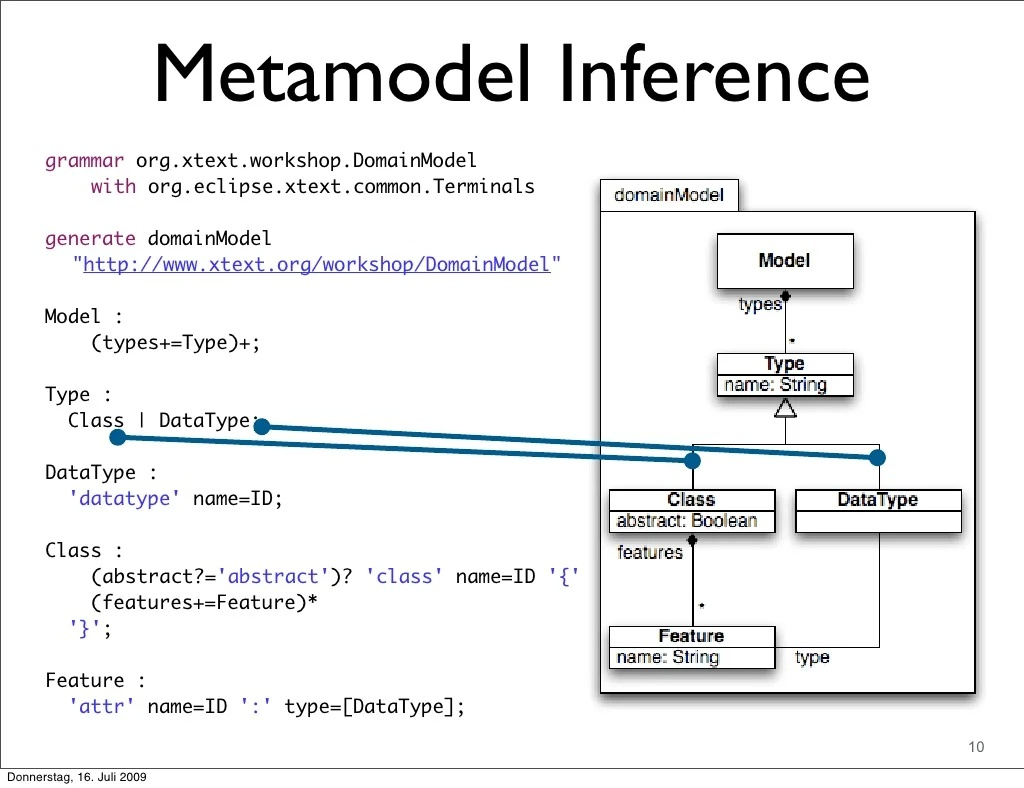 Metamodel Inference
grammar org.xtext.workshop.DomainModel
with org.eclipse.xtext.common.Terminals
generate domainModel
"http://www.xtext.org/workshop/DomainModel"
Model :
(types+=Type)+;
Type :
Class | DataType;
DataType :
'datatype' name=ID;
Class :
(abstract?='abstract')? 'class' name=ID '{'
(features+=Feature)*
'}';
Feature :
'attr' name=ID ':' type=[DataType];
domainModel
Model
types
*
Type
name: String
Class
abstract: Boolean
DataType
features
*
Feature
name: String
type
10
Donnerstag, 16. Juli 2009